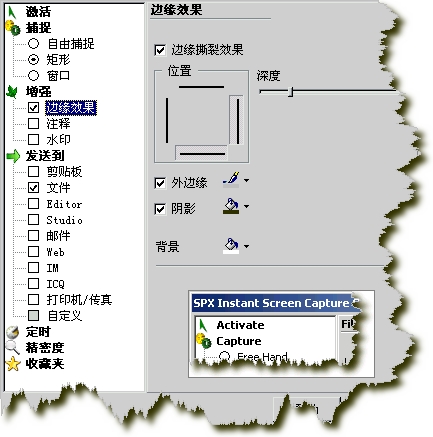 激活
捕捉
自由捕捉
矩形
窗口
增强
边缘效果
注释
水印
发送到
剪贴板
文件
Editor
Studio
邮件
Web
IM
ICQ
打印机/传真
自定义
定时
精密度
收藏夹
边缘效果
边缘撕裂效果
位置
深度
外边缘
阴影
背景
SPX Instant Screen Capture
Activate
Capture
Free Hand